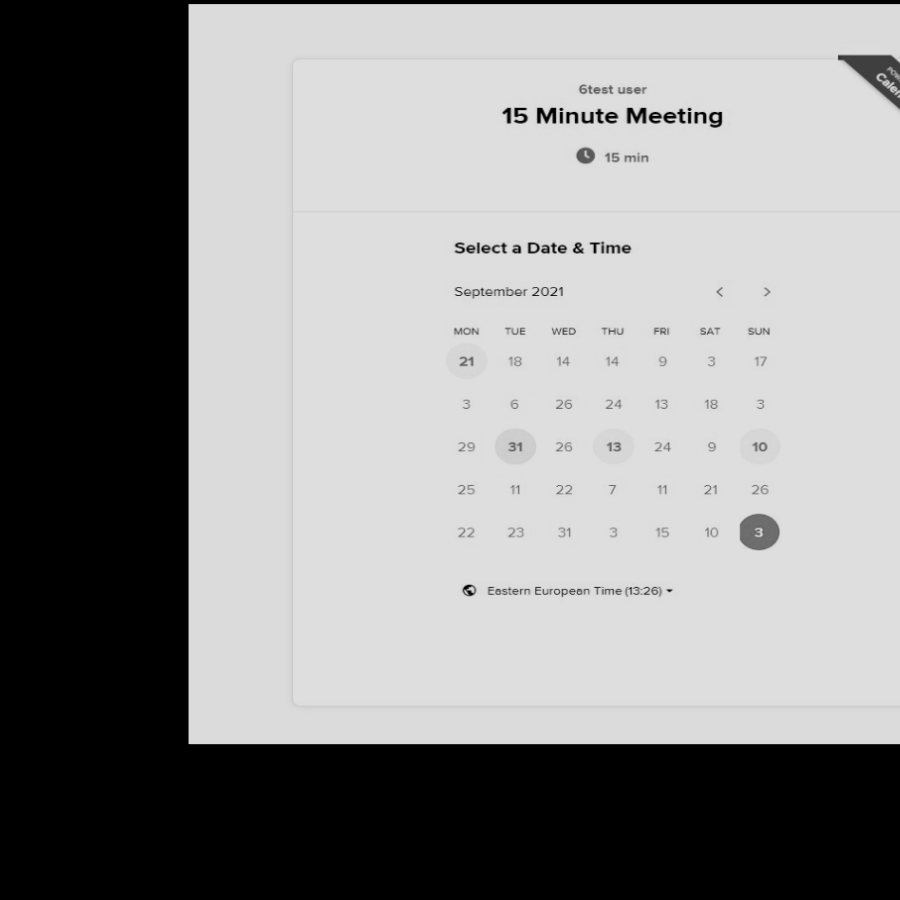 6test user
15 Minute Meeting
15 min
Select a Date & Time
September 2021
MON TUE WED THU FRI SAT SUN
21 18 14 14 9 3 17
3 6 26 24 13 18 3
29 31 26 13 24 9 10
25 11 22 7 11 21 26
22 23 31 3 15 10 3
Eastern European Time (13:26)